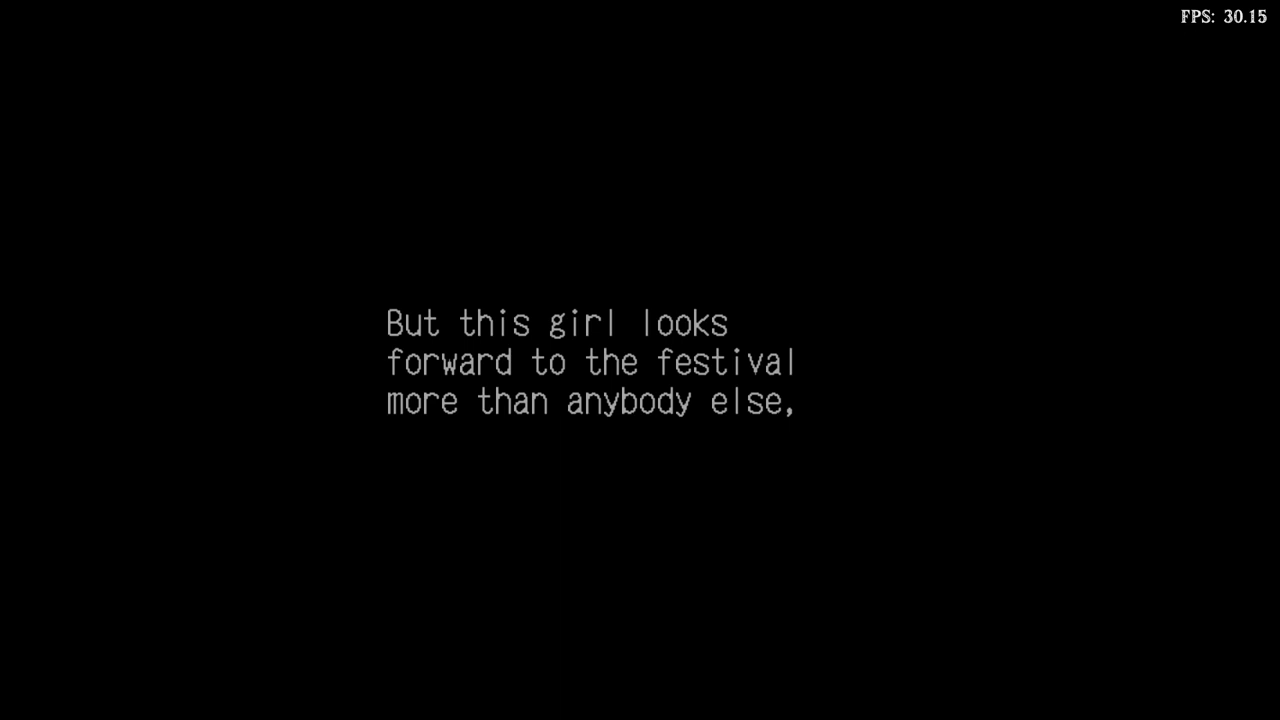 FPS: 30.15
But this girl looks
forward to the festival
more than anybody else,